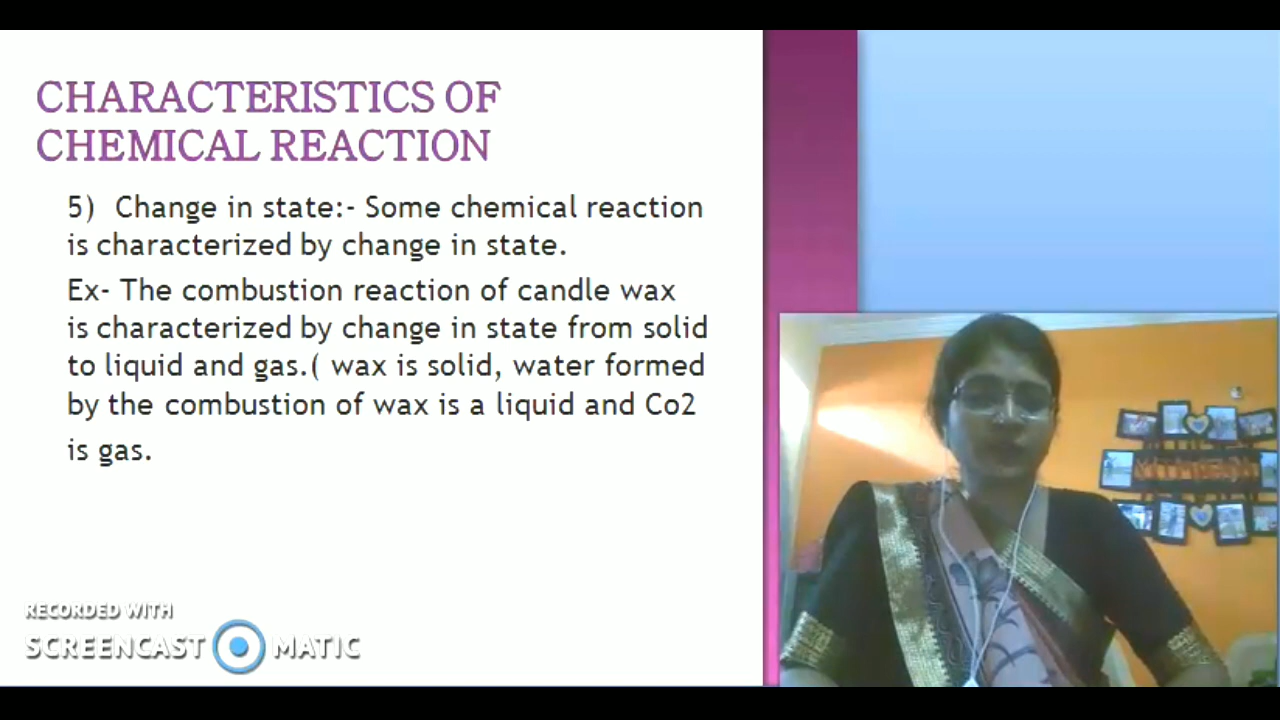 CHARACTERISTICS OF
CHEMICAL REACTION
5) Change in state:- Some chemical reaction
is characterized by change in state.
Ex- The combustion reaction of candle wax
is characterized by change in state from solid
to liquid and gas.( wax is solid, water formed
by the combustion of wax is a liquid and Co2
is gas.
RECORDED WITH
SCREENCAST MATIC